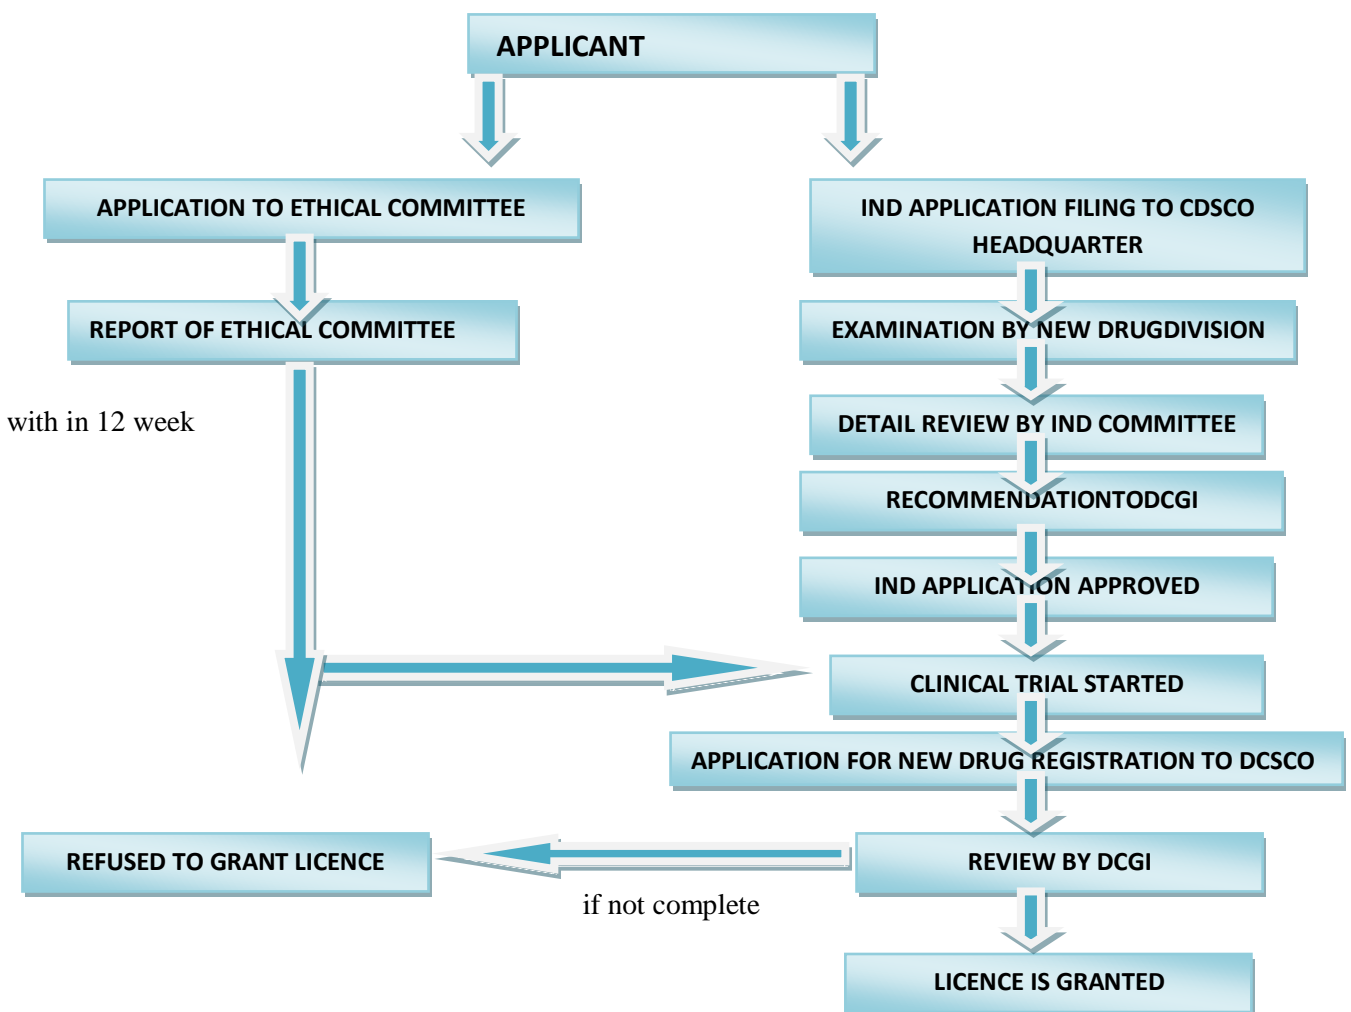 APPLICANT
APPLICATION TO ETHICAL COMMITTEE
IND APPLICATION FILING TO CDSCO
HEADQUARTER
REPORT OF ETHICAL COMMITTEE
EXAMINATION BY NEW DRUGDIVISION
with in 12 week
DETAIL REVIEW BY IND COMMITTEE
RECOMMENDATIONTODCGI
IND APPLICATION APPROVED
CLINICAL TRIAL STARTED
APPLICATION FOR NEW DRUG REGISTRATION TO DCSCO
REFUSED TO GRANT LICENCE
REVIEW BY DCGI
if not complete
LICENCE IS GRANTED